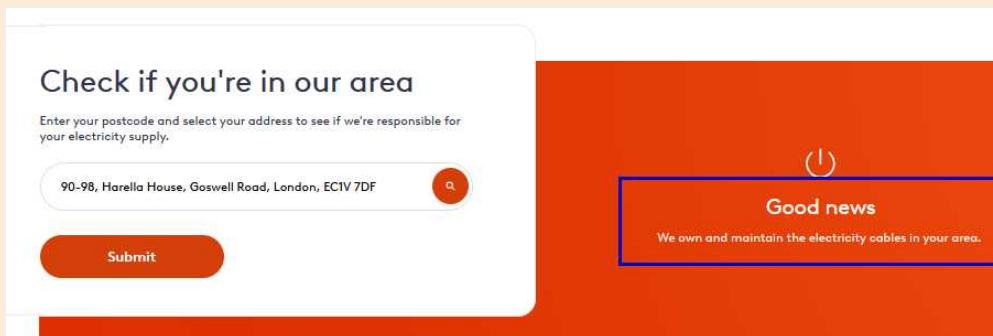 Check if you're in our area
Enter your postcode and select your address to see if we're responsible for
your electricity supply.
90-98, Harella House, Goswell Road, London, EC1V 7DF
Submit
Good news
We own and maintain the electricity cables in your area.